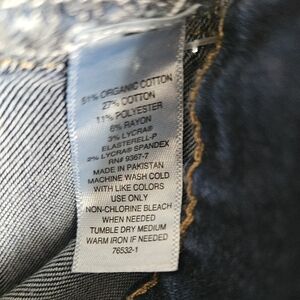 51% ORGANIC COTTON
27% COTTON
11% POLYESTER
6% RAYON
3% LYCRA®
ELASTERELL-P
2% LYCRA® SPANDEX
RN# 9367-7
MADE IN PAKISTAN
MACHINE WASH COLD
WITH LIKE COLORS
USE ONLY
NON-CHLORINE BLEACH
WHEN NEEDED
TUMBLE DRY MEDIUM
WARM IRON IF NEEDED
76532-1